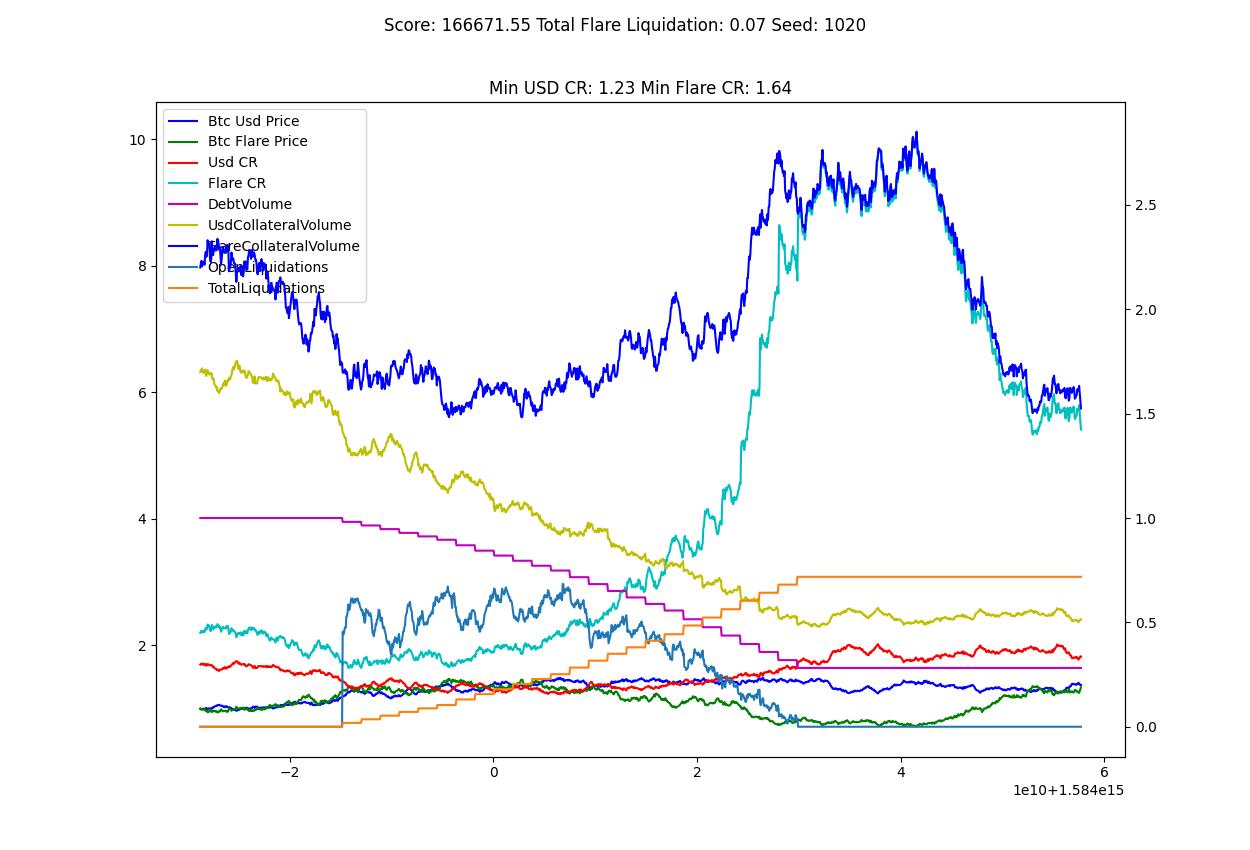 Score: 166671.55 Total Flare Liquidation: 0.07 Seed: 1020
Min USD CR: 1.23 Min Flare CR: 1.64
Btc Usd Price
Btc Flare Price
Usd CR
Flare CR
DebtVolume
UsdCollateralVolume
FlareCollateralVolume
OpenLiquidations
TotalLiquidations
10
8
6
4
2
2.5
2.0
1.5
1.0
0.5
0.0
−2
0
2
4
6
1e10+1.584e15